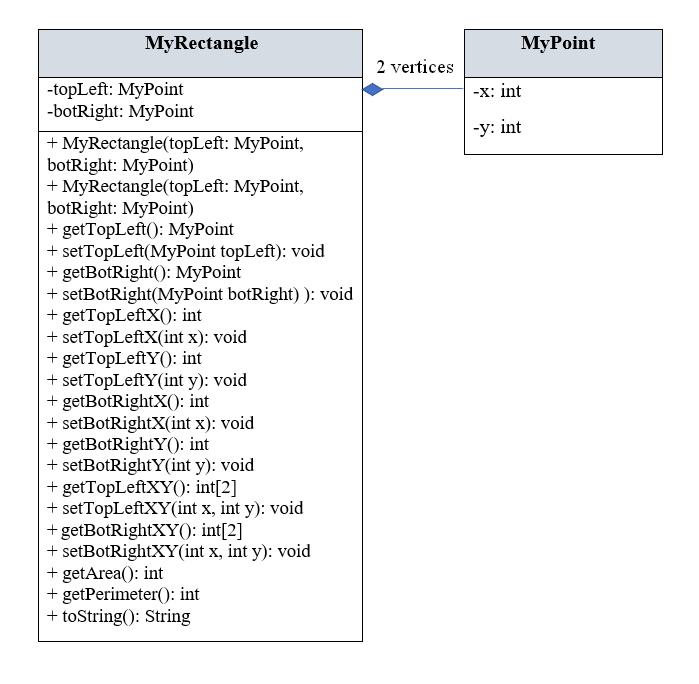 MyRectangle
-topLeft: MyPoint
-botRight: MyPoint
+ MyRectangle(topLeft: MyPoint,
botRight: MyPoint)
+ MyRectangle(topLeft: MyPoint,
botRight: MyPoint)
+ getTopLeft(): MyPoint
+ setTopLeft(MyPoint topLeft): void
+ getBotRight(): MyPoint
+ setBotRight(MyPoint botRight) ): void
+ getTopLeftX(): int
+ setTopLeftX(int x): void
+ getTopLeftY(): int
+ setTopLeftY(int y): void
+ getBotRightX(): int
+ setBotRightX(int x): void
+ getBotRightY(): int
+ setBotRightY(int y): void
+ getTopLeftXY(): int[2]
+ setTopLeftXY(int x, int y): void
+ getBotRightXY(): int[2]
+ setBotRightXY(int x, int y): void
+ getArea(): int
+ getPerimeter(): int
+ toString(): String
2 vertices
MyPoint
-x: int
-y: int